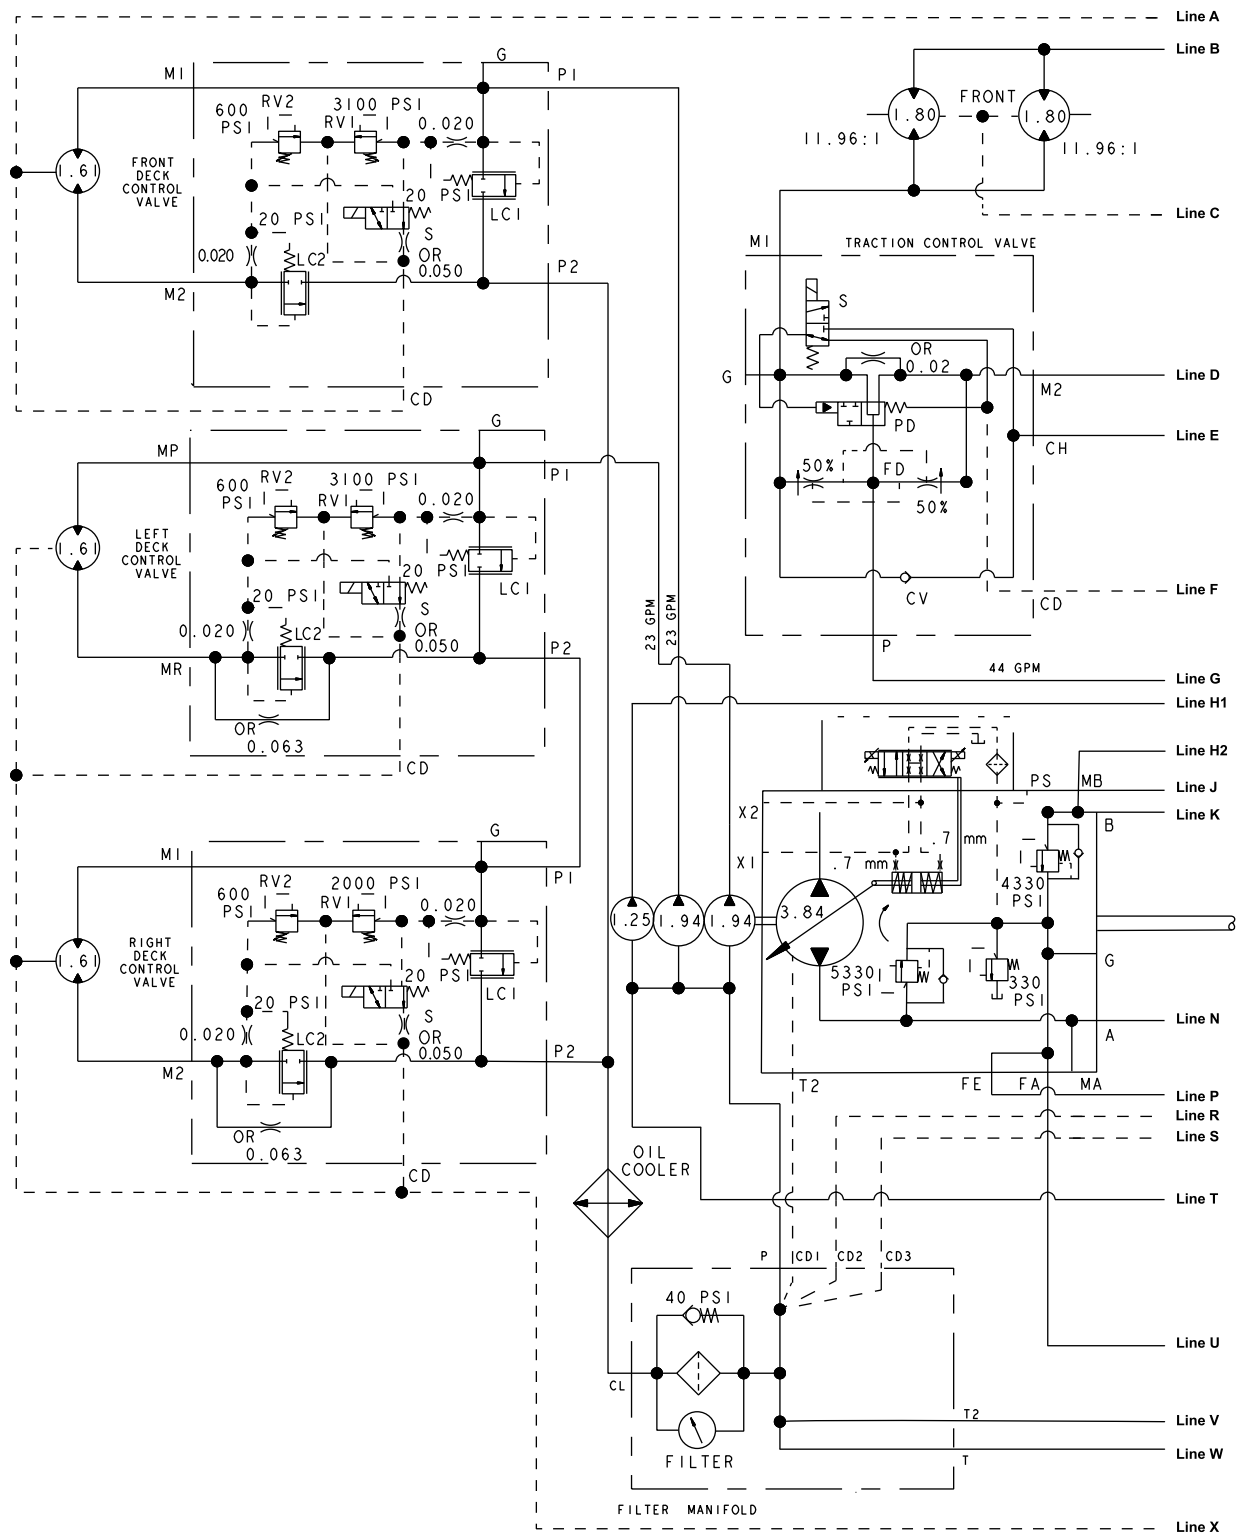 Line A
Line B
G
M1
P1
RV2
3100 PSI
600
PSI
RV1
0.020
FRONT
1.80
1.80
11.96:1
11.96:1
1.61
FRONT
DECK
CONTROL
VALVE
20
PSI
LC1
Line C
20 PSI
S
OR
0.050
0.020
LC2
M1
TRACTION CONTROL VALVE
P2
M2
S
OR
0.02
G
Line D
M2
CD
PD
Line E
CH
G
MP
P1
RV2
3100 PSI
600
PSI
RV1
0.020
50%
FD
50%
1.61
LEFT
DECK
CONTROL
VALVE
20
PSI
LC1
20 PSI
S
OR
0.050
0.020
LC2
CV
CD
Line F
23 GPM
23 GPM
P
P2
MR
44 GPM
Line G
Line H1
OR
0.063
Line H2
CD
PS
MB
Line J
X2
B
Line K
G
.7 mm
M1
P1
X1
.7 mm
RV2
2000 PSI
600
PSI
RV1
0.020
4330
PSI
1.25
1.94
1.94
3.84
1.61
RIGHT
DECK
CONTROL
VALVE
20
PSI
LC1
5330
PSI
330
PSI
G
20 PSI
S
OR
0.050
0.020
LC2
Line N
A
P2
M2
T2
FE
FA
MA
Line P
Line R
OR
0.063
Line S
OIL
COOLER
CD
Line T
P
CD1
CD2
CD3
40 PSI
Line U
CL
T2
Line V
FILTER
T
Line W
FILTER MANIFOLD
Line X